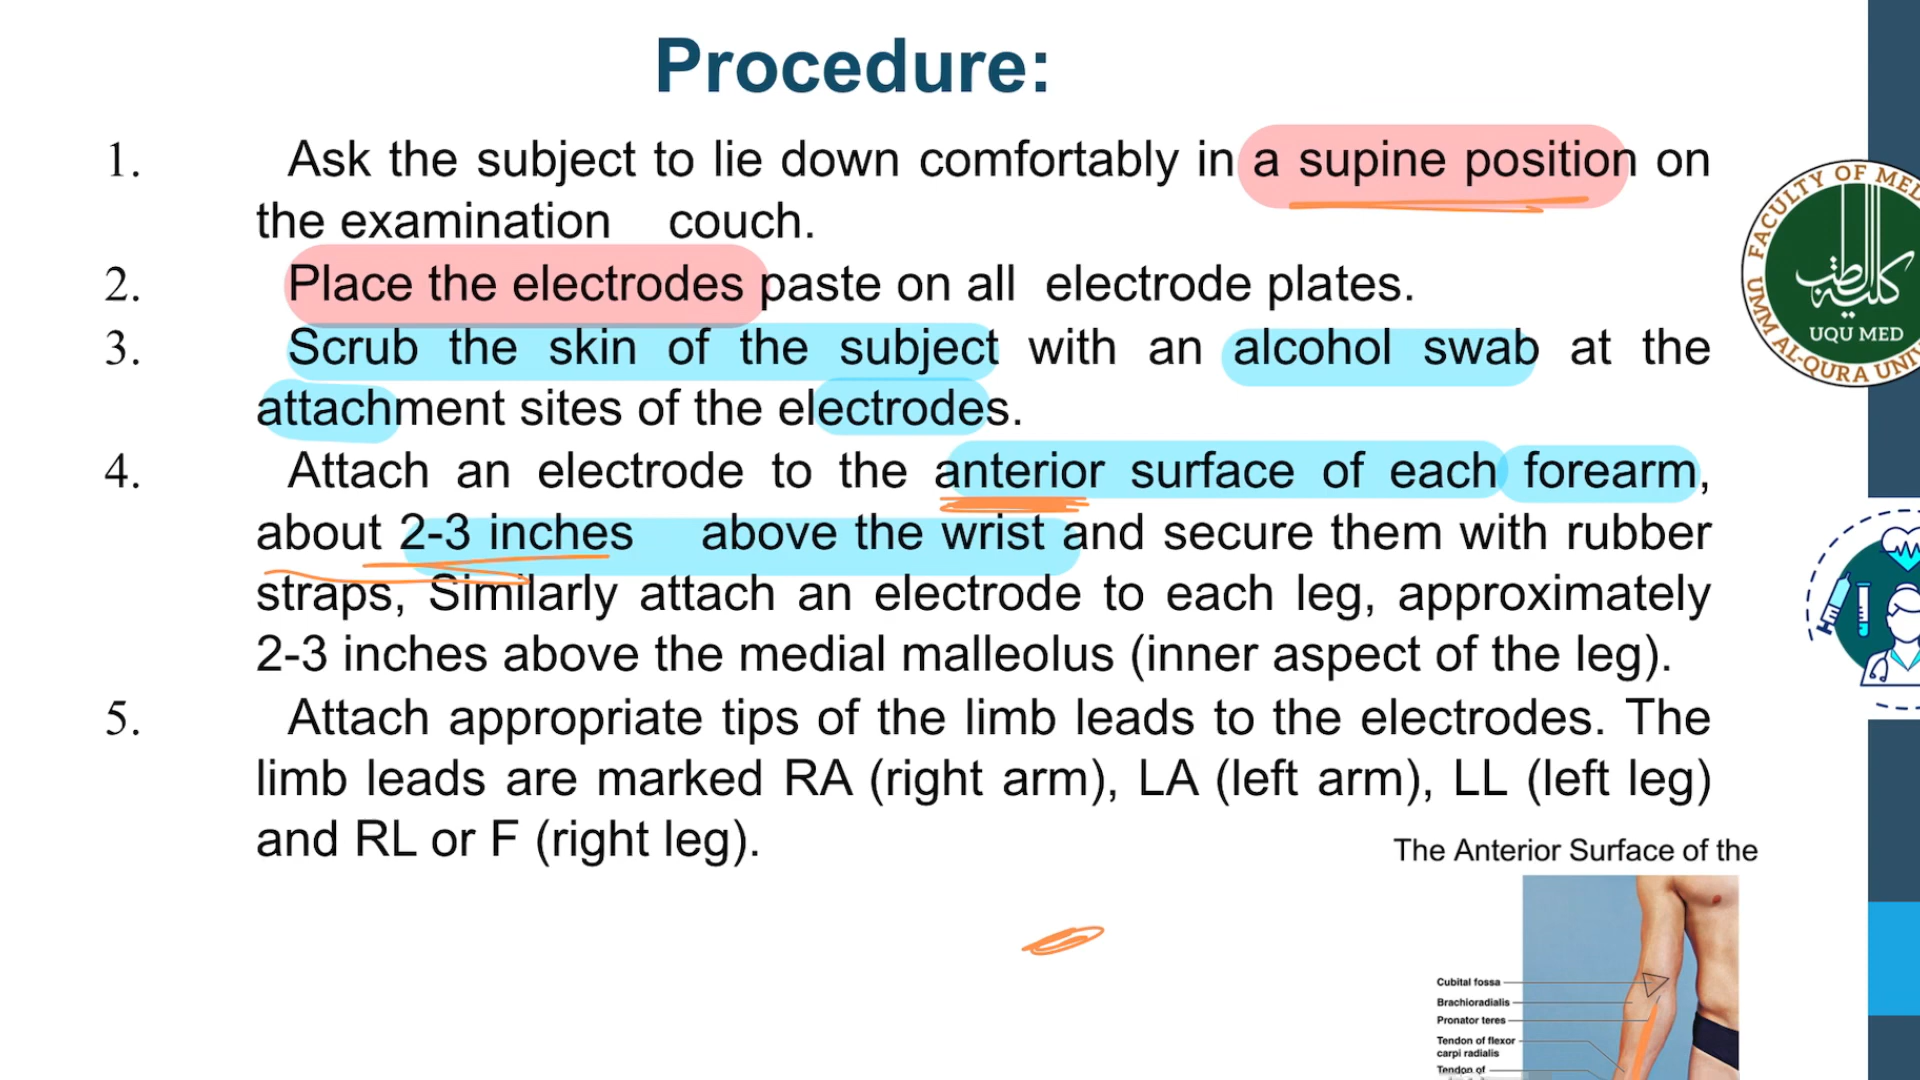 Procedure:
1. Ask the subject to lie down comfortably in a supine position on
the examination couch.
2. Place the electrodes paste on all electrode plates.
3. Scrub the skin of the subject with an alcohol swab at the
attachment sites of the electrodes.
4. Attach an electrode to the anterior surface of each forearm,
about 2-3 inches above the wrist and secure them with rubber
straps, Similarly attach an electrode to each leg, approximately
2-3 inches above the medial malleolus (inner aspect of the leg).
5. Attach appropriate tips of the limb leads to the electrodes. The
limb leads are marked RA (right arm), LA (left arm), LL (left leg)
and RL or F (right leg).
FACULTY OF MED
كلية الطب
UQU MED
UMM AL-QURA UNIV
The Anterior Surface of the
Cubital fossa
Brachioradialis
Pronator teres
Tendon of flexor
carpi radialis
Tendon of